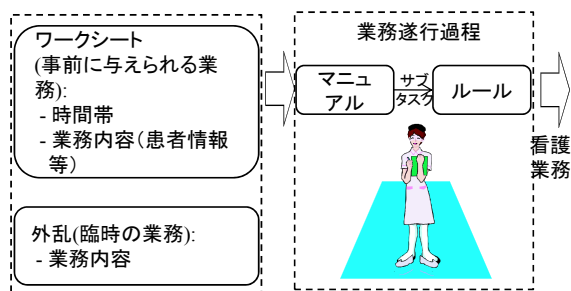 ワークシート
(事前に与えられる業
務):
- 時間帯
- 業務内容(患者情報
等)
外乱(臨時の業務):
- 業務内容
業務遂行過程
マニュ
アル
サブ
タスク
ルール
看護
業務